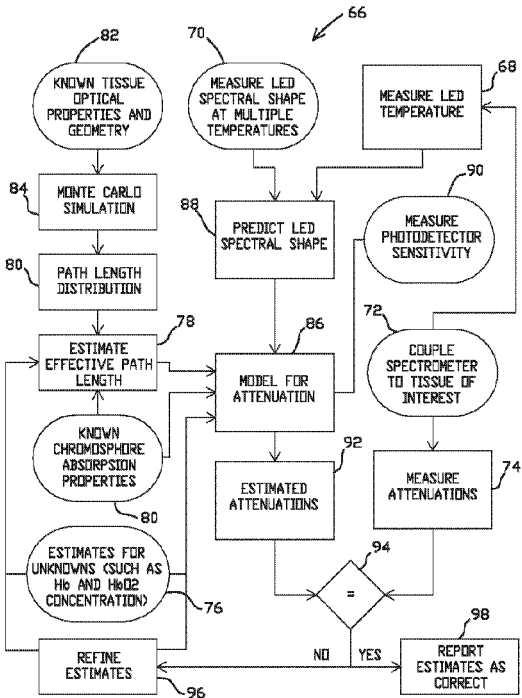 66
82
KNOWN TISSUE
OPTICAL
PROPERTIES AND
GEOMETRY
70
MEASURE LED
SPECTRAL SHAPE
AT MULTIPLE
TEMPERATURES
68
MEASURE LED
TEMPERATURE
84
MONTE CARLO
SIMULATION
88
PREDICT LED
SPECTRAL SHAPE
90
MEASURE
PHOTODETECTOR
SENSITIVITY
80
PATH LENGTH
DISTRIBUTION
78
ESTIMATE
EFFECTIVE PATH
LENGTH
86
MODEL FOR
ATTENUATION
72
COUPLE
SPECTROMETER
TO TISSUE OF
INTEREST
KNOWN
CHROMOSPHORE
ABSORPSION
PROPERTIES
80
92
ESTIMATED
ATTENUATIONS
MEASURE
ATTENUATIONS
74
ESTIMATES FOR
UNKNOWNS (SUCH AS
Hb AND HbO2
CONCENTRATION)
76
94
=
NO YES
REFINE
ESTIMATES
96
98
REPORT
ESTIMATES AS
CORRECT